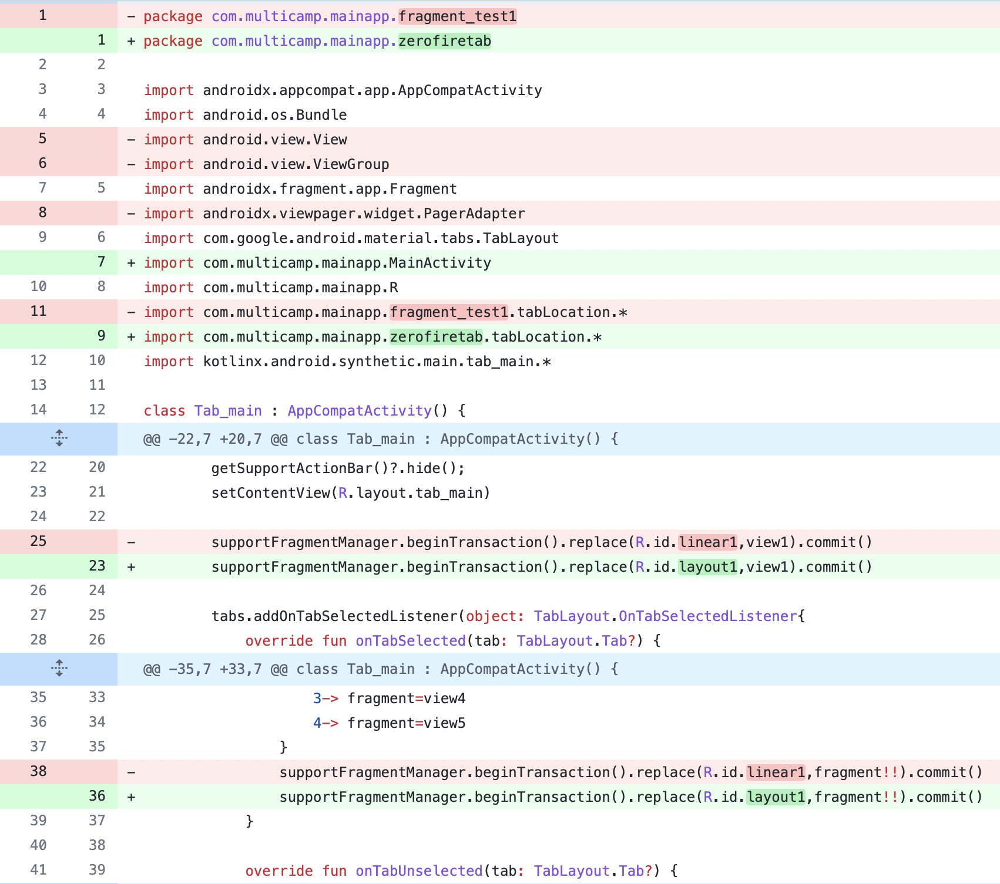 1 - package com.multicamp.mainapp.fragment_test1
1 + package com.multicamp.mainapp.zerofiretab
2 2
3 3 import androidx.appcompat.app.AppCompatActivity
4 4 import android.os.Bundle
5 - import android.view.View
6 - import android.view.ViewGroup
7 5 import androidx.fragment.app.Fragment
8 - import androidx.viewpager.widget.PagerAdapter
9 6 import com.google.android.material.tabs.TabLayout
7 + import com.multicamp.mainapp.MainActivity
10 8 import com.multicamp.mainapp.R
11 - import com.multicamp.mainapp.fragment_test1.tabLocation.*
9 + import com.multicamp.mainapp.zerofiretab.tabLocation.*
12 10 import kotlinx.android.synthetic.main.tab_main.*
13 11
14 12 class Tab_main : AppCompatActivity() {
@@ -22,7 +20,7 @@ class Tab_main : AppCompatActivity() {
22 20 getSupportActionBar()?.hide();
23 21 setContentView(R.layout.tab_main)
24 22
25 - supportFragmentManager.beginTransaction().replace(R.id.linear1,view1).commit()
23 + supportFragmentManager.beginTransaction().replace(R.id.layout1,view1).commit()
26 24
27 25 tabs.addOnTabSelectedListener(object: TabLayout.OnTabSelectedListener{
28 26 override fun onTabSelected(tab: TabLayout.Tab?) {
@@ -35,7 +33,7 @@ class Tab_main : AppCompatActivity() {
35 33 3-> fragment=view4
36 34 4-> fragment=view5
37 35 }
38 - supportFragmentManager.beginTransaction().replace(R.id.linear1,fragment!!).commit()
36 + supportFragmentManager.beginTransaction().replace(R.id.layout1,fragment!!).commit()
39 37 }
40 38
41 39 override fun onTabUnselected(tab: TabLayout.Tab?) {